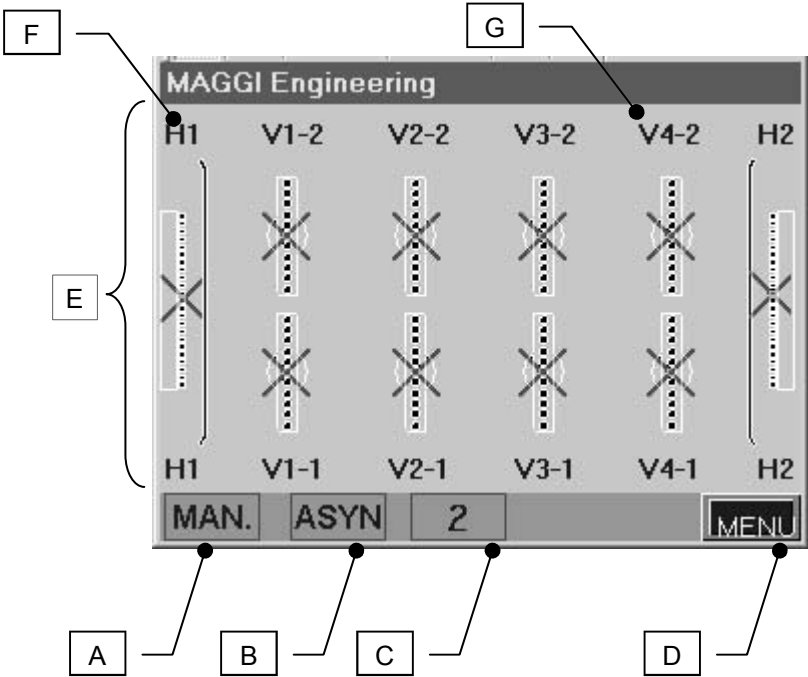 F
G
MAGGI Engineering
H1 V1-2 V2-2 V3-2 V4-2 H2
E
H1 V1-1 V2-1 V3-1 V4-1 H2
MAN. ASYN 2 MENU
A B C D